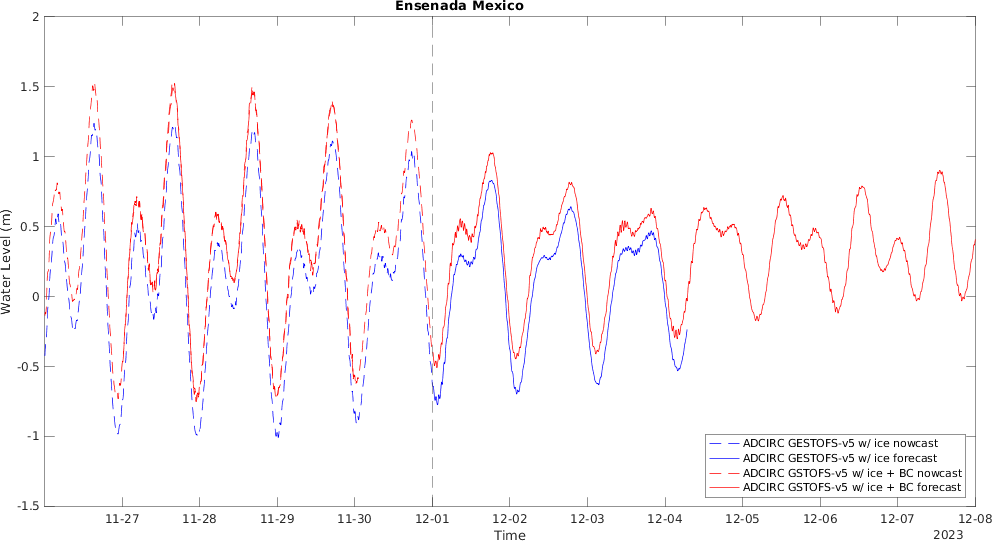 Ensenada Mexico
2
1.5
1
0.5
0
-0.5
-1
-1.5
Water Level (m)
ADCIRC GESTOFS-v5 w/ ice nowcast
ADCIRC GESTOFS-v5 w/ ice forecast
ADCIRC GSTOFS-v5 w/ ice + BC nowcast
ADCIRC GSTOFS-v5 w/ ice + BC forecast
11-27 11-28 11-29 11-30 12-01 12-02 12-03 12-04 12-05 12-06 12-07 12-08
Time
2023